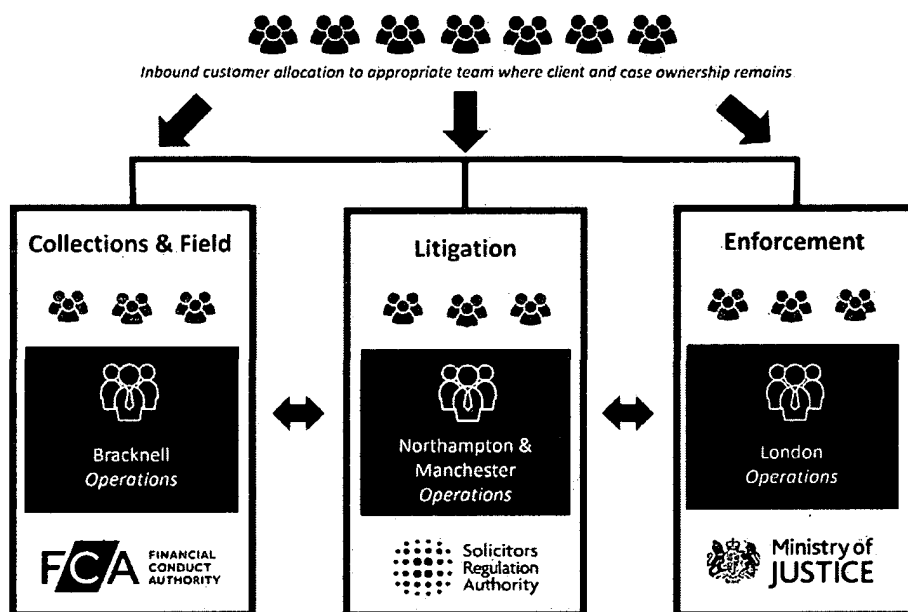 Inbound customer allocation to appropriate team where client and case ownership remains
Collections & Field
Bracknell
Operations
FCA FINANCIAL
CONDUCT
AUTHORITY
Litigation
Northampton &
Manchester
Operations
Solicitors
Regulation
Authority
Enforcement
London
Operations
Ministry of
JUSTICE